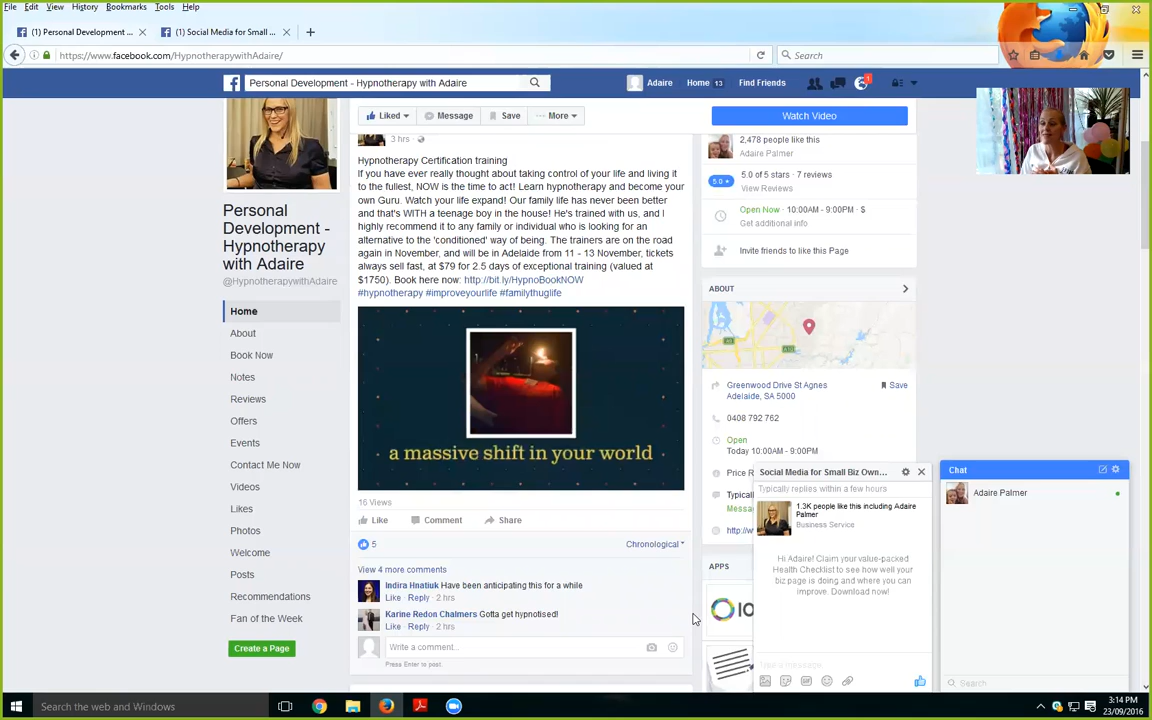 File Edit View History Bookmarks Tools Help
(1) Personal Development ...
(1) Social Media for Small ...
https://www.facebook.com/HypnotherapywithAdaire/
Search
Personal Development - Hypnotherapy with Adaire
Adaire
Home 13
Find Friends
1
Liked
Message
Save
More
Watch Video
3 hrs
Hypnotherapy Certification training
If you have ever really thought about taking control of your life and living it
to the fullest, NOW is the time to act! Learn hypnotherapy and become your
own Guru. Watch your life expand! Our family life has never been better
and that's WITH a teenage boy in the house! He's trained with us, and I
highly recommend it to any family or individual who is looking for an
alternative to the 'conditioned' way of being. The trainers are on the road
again in November, and will be in Adelaide from 11 - 13 November, tickets
always sell fast, at $79 for 2.5 days of exceptional training (valued at
$1750). Book here now: http://bit.ly/HypnoBookNOW
#hypnotherapy #improveyourlife #familythuglife
a massive shift in your world
16 Views
Like
Comment
Share
5
Chronological
View 4 more comments
Indira Hnatiuk Have been anticipating this for a while
Like · Reply · 2 hrs
Karine Redon Chalmers Gotta get hypnotised!
Like · Reply · 2 hrs
Write a comment...
Press Enter to post.
Personal
Development -
Hypnotherapy
with Adaire
@HypnotherapywithAdaire
Home
About
Book Now
Notes
Reviews
Offers
Events
Contact Me Now
Videos
Likes
Photos
Welcome
Posts
Recommendations
Fan of the Week
Create a Page
2,478 people like this
Adaire Palmer
5.0
5.0 of 5 stars · 7 reviews
View Reviews
Open Now · 10:00AM - 9:00PM · $
Get additional info
Invite friends to like this Page
ABOUT
Greenwood Drive St Agnes
Adelaide, SA 5000
Save
0408 792 762
Open
Today 10:00AM - 9:00PM
Price R
Typicall
Messag
http://w
APPS
Social Media for Small Biz Own...
Typically replies within a few hours
1.3K people like this including Adaire
Palmer
Business Service
Hi Adaire! Claim your value-packed
Health Checklist to see how well your
biz page is doing and where you can
improve. Download now!
Type a message...
Chat
Adaire Palmer
Search
Search the web and Windows
3:14 PM
23/09/2016